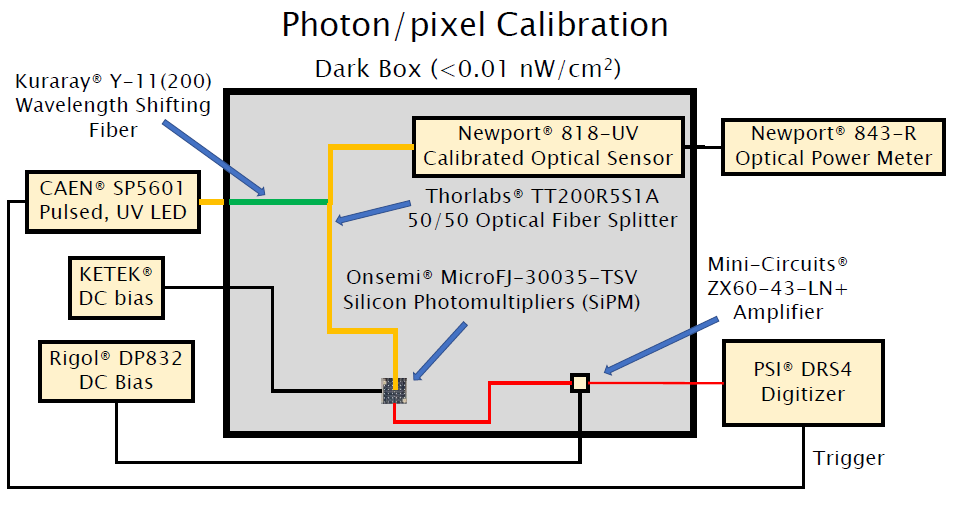 Photon/pixel Calibration
Dark Box (<0.01 nW/cm²)
Kuraray® Y-11(200)
Wavelength Shifting
Fiber
Newport® 818-UV
Calibrated Optical Sensor
Newport® 843-R
Optical Power Meter
CAEN® SP5601
Pulsed, UV LED
Thorlabs® TT200R5S1A
50/50 Optical Fiber Splitter
KETEK®
DC bias
Onsemi® MicroFJ-30035-TSV
Silicon Photomultipliers (SiPM)
Mini-Circuits®
ZX60-43-LN+
Amplifier
Rigol® DP832
DC Bias
PSI® DRS4
Digitizer
Trigger